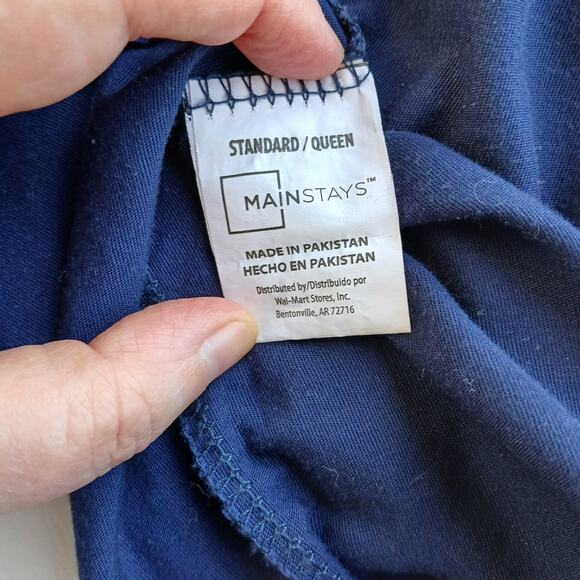 STANDARD / QUEEN
MAINSTAYS™
MADE IN PAKISTAN
HECHO EN PAKISTAN
Distributed by/Distribuido por
Wal-Mart Stores, Inc.
Bentonville, AR 72716